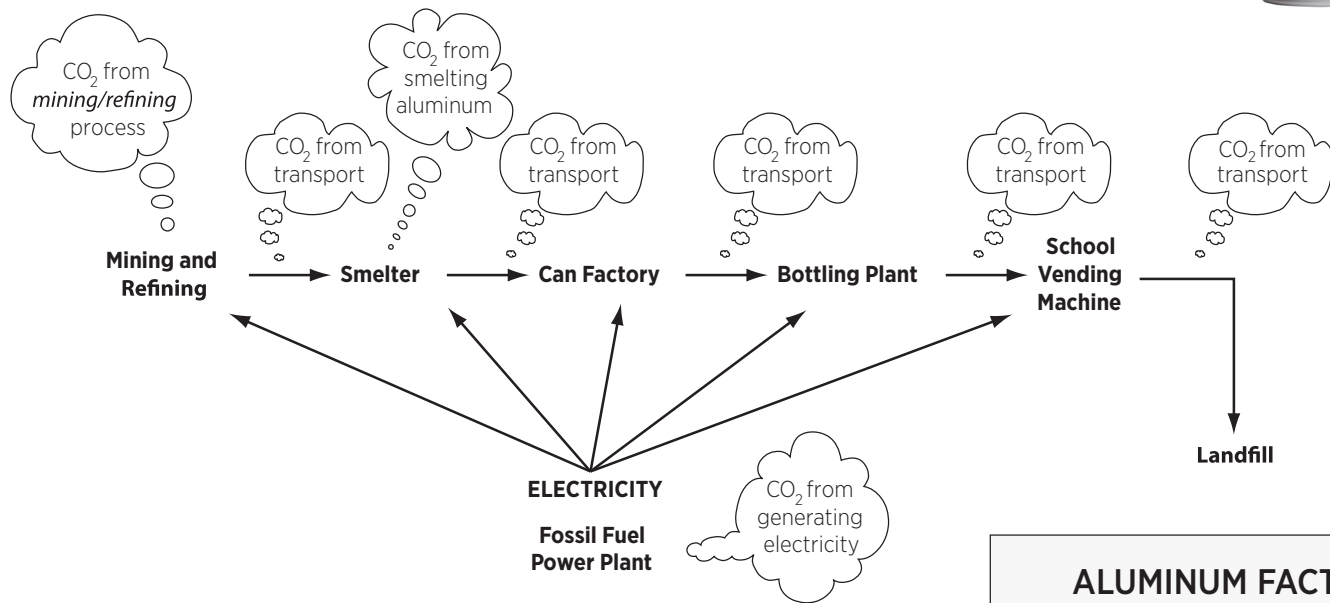 CO₂ from
mining/refining
process
CO₂ from
smelting
aluminum
CO₂ from
transport
CO₂ from
transport
CO₂ from
transport
CO₂ from
transport
CO₂ from
transport
Mining and
Refining
Smelter
Can Factory
Bottling Plant
School
Vending
Machine
Landfill
ELECTRICITY
Fossil Fuel
Power Plant
CO₂ from
generating
electricity
ALUMINUM FACT